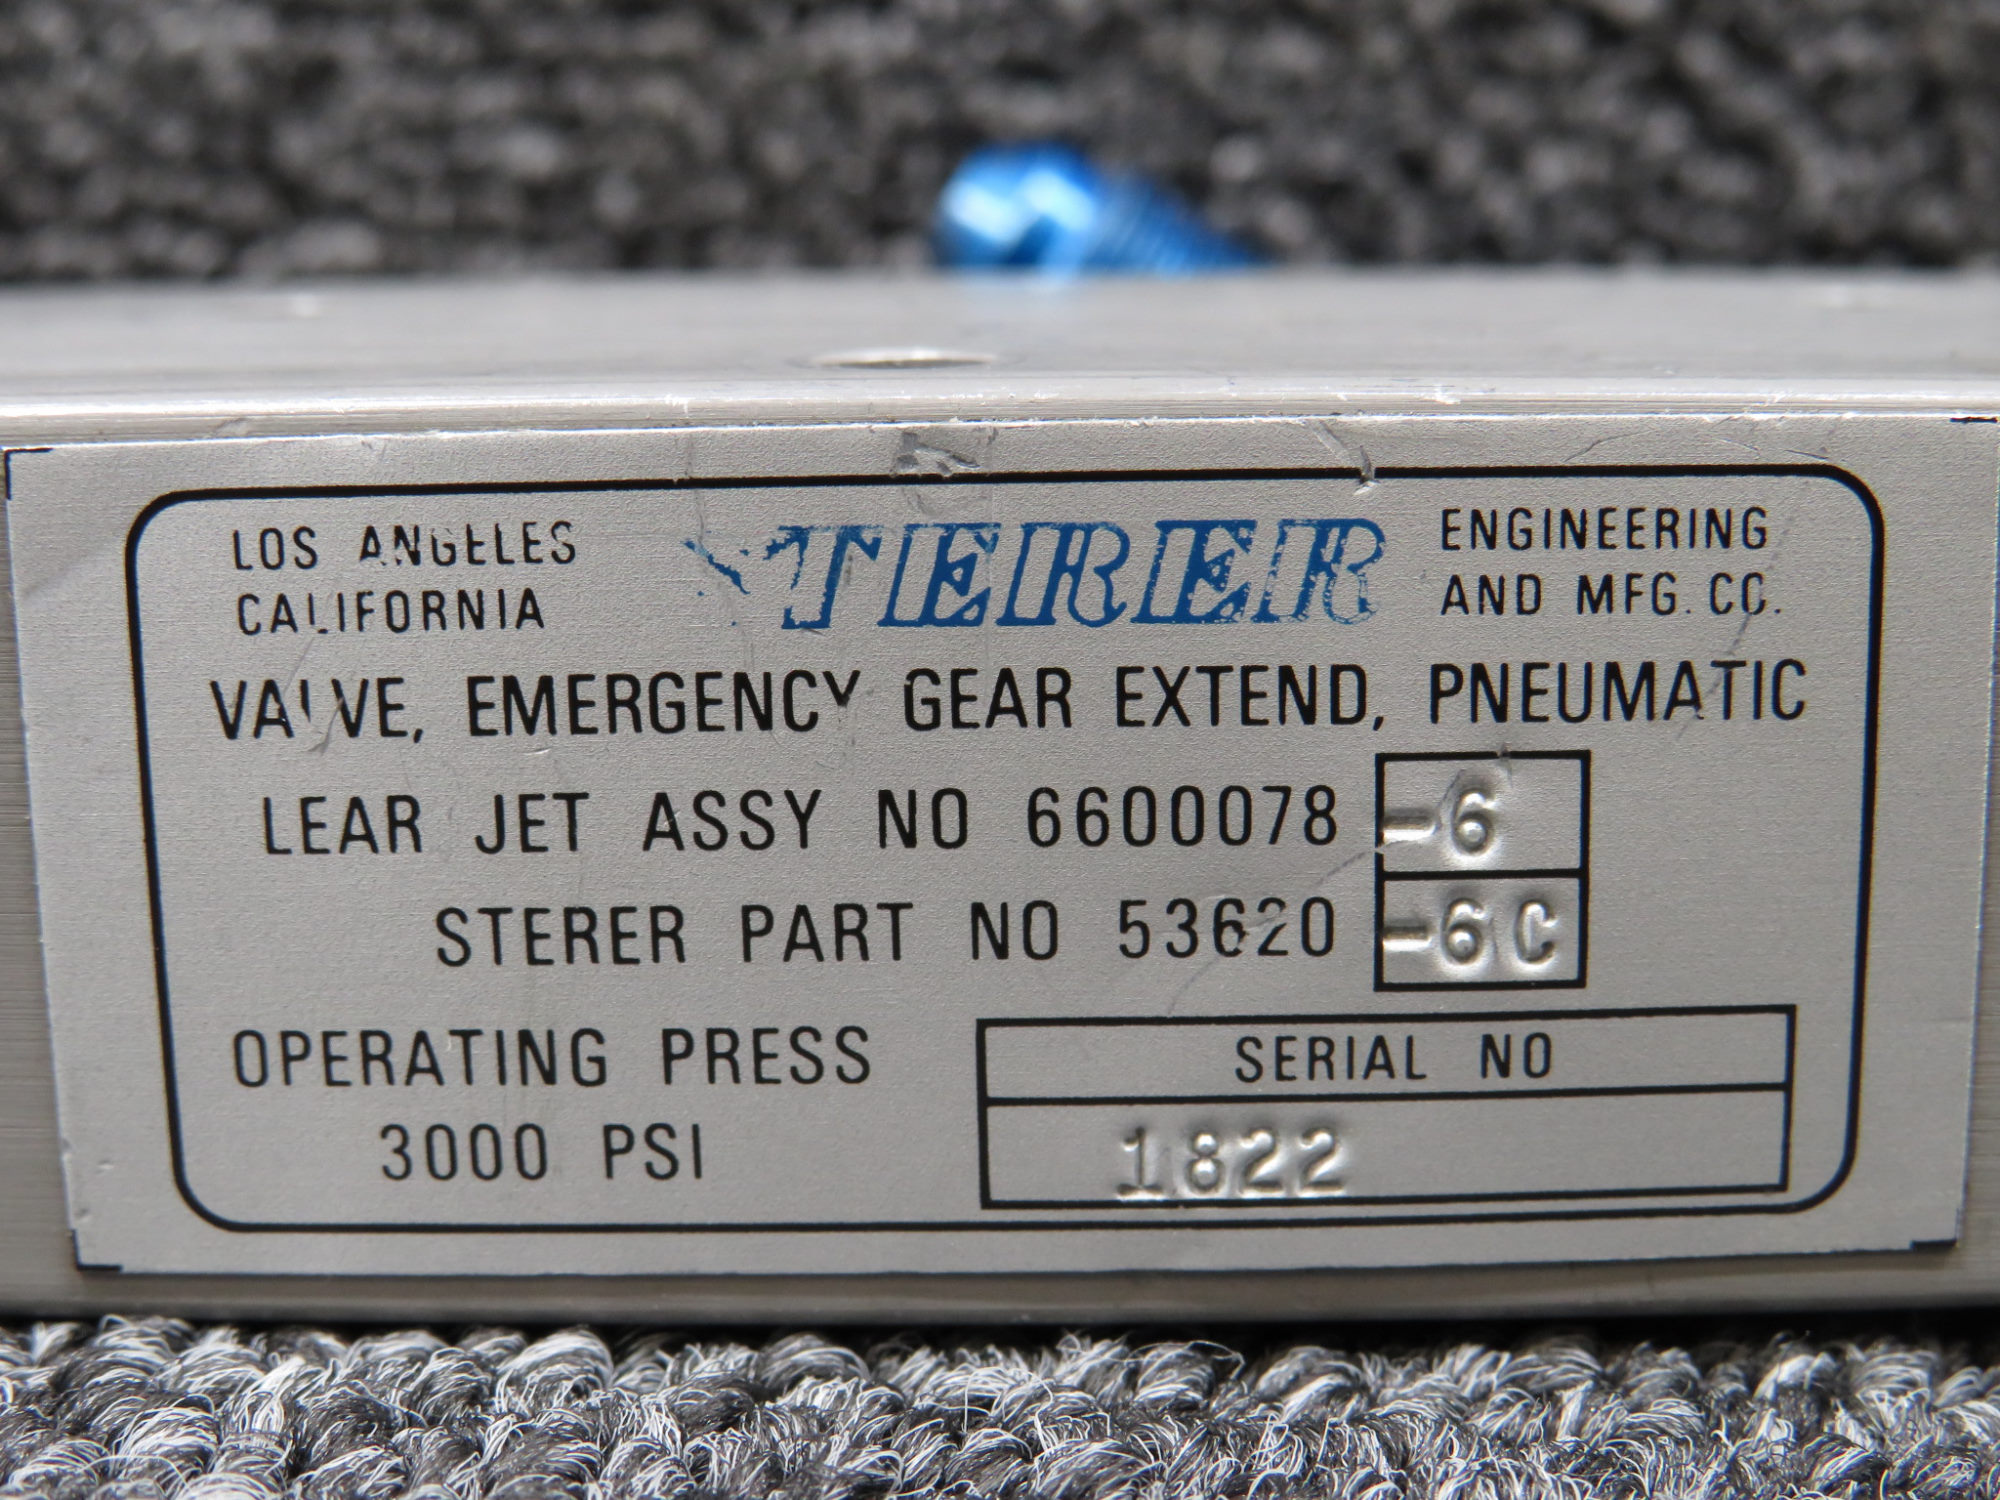 LOS ANGELES
CALIFORNIA
STERER
ENGINEERING
AND MFG. CO.
VALVE, EMERGENCY GEAR EXTEND, PNEUMATIC
LEAR JET ASSY NO 6600078 -6
STERER PART NO 53620 -6C
OPERATING PRESS
3000 PSI
SERIAL NO
1822